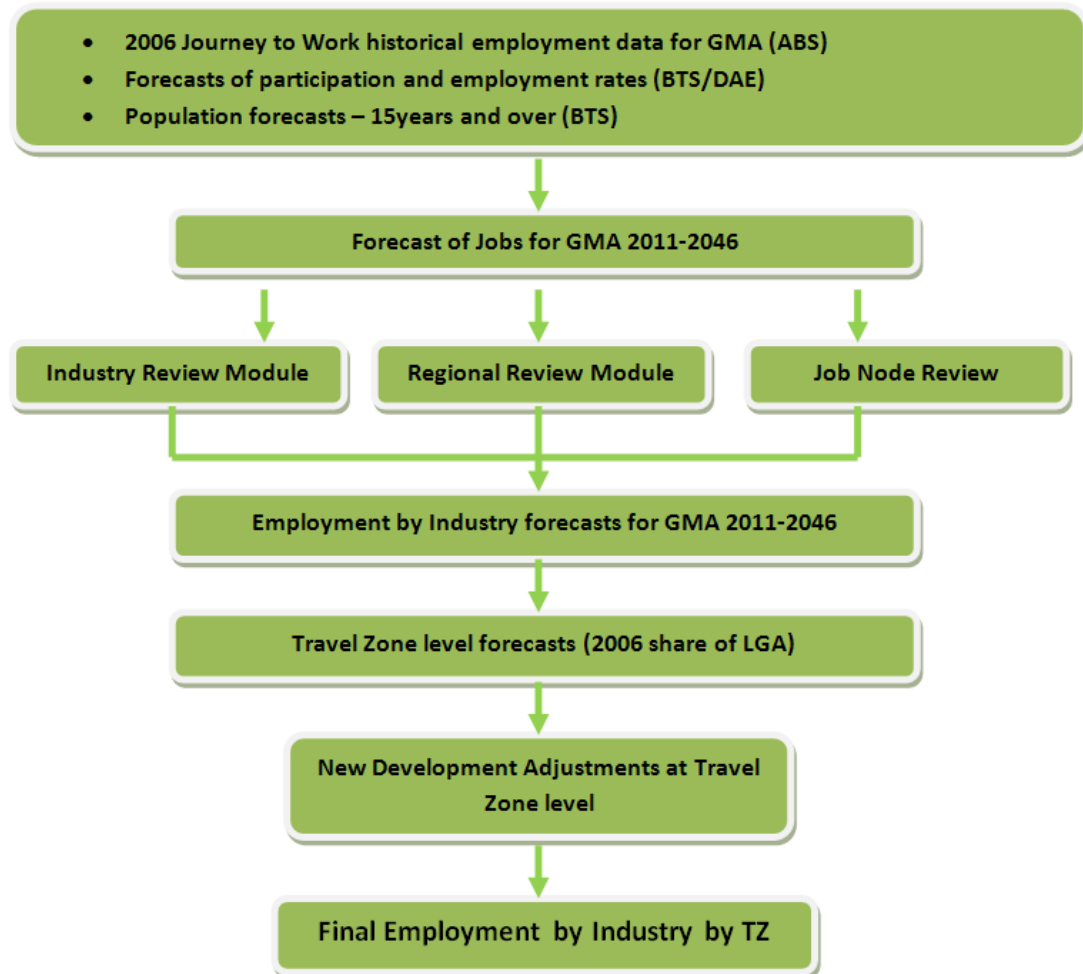 • 2006 Journey to Work historical employment data for GMA (ABS)
• Forecasts of participation and employment rates (BTS/DAE)
• Population forecasts – 15years and over (BTS)
Forecast of Jobs for GMA 2011-2046
Industry Review Module
Regional Review Module
Job Node Review
Employment by Industry forecasts for GMA 2011-2046
Travel Zone level forecasts (2006 share of LGA)
New Development Adjustments at Travel
Zone level
Final Employment by Industry by TZ